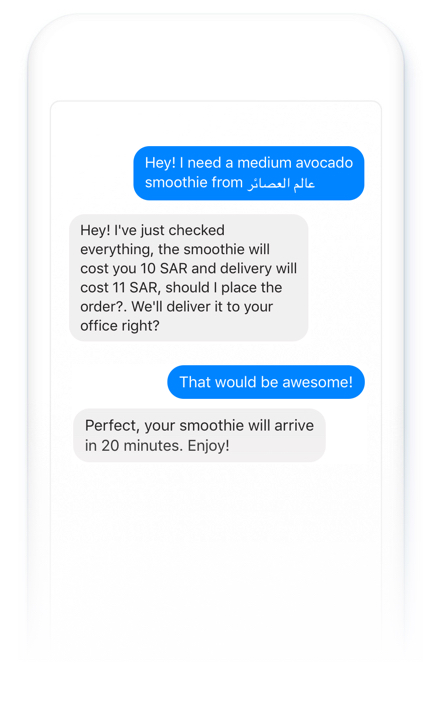 Hey! I need a medium avocado
smoothie from عالم العصائر
Hey! I've just checked
everything, the smoothie will
cost you 10 SAR and delivery will
cost 11 SAR, should I place the
order?. We'll deliver it to your
office right?
That would be awesome!
Perfect, your smoothie will arrive
in 20 minutes. Enjoy!